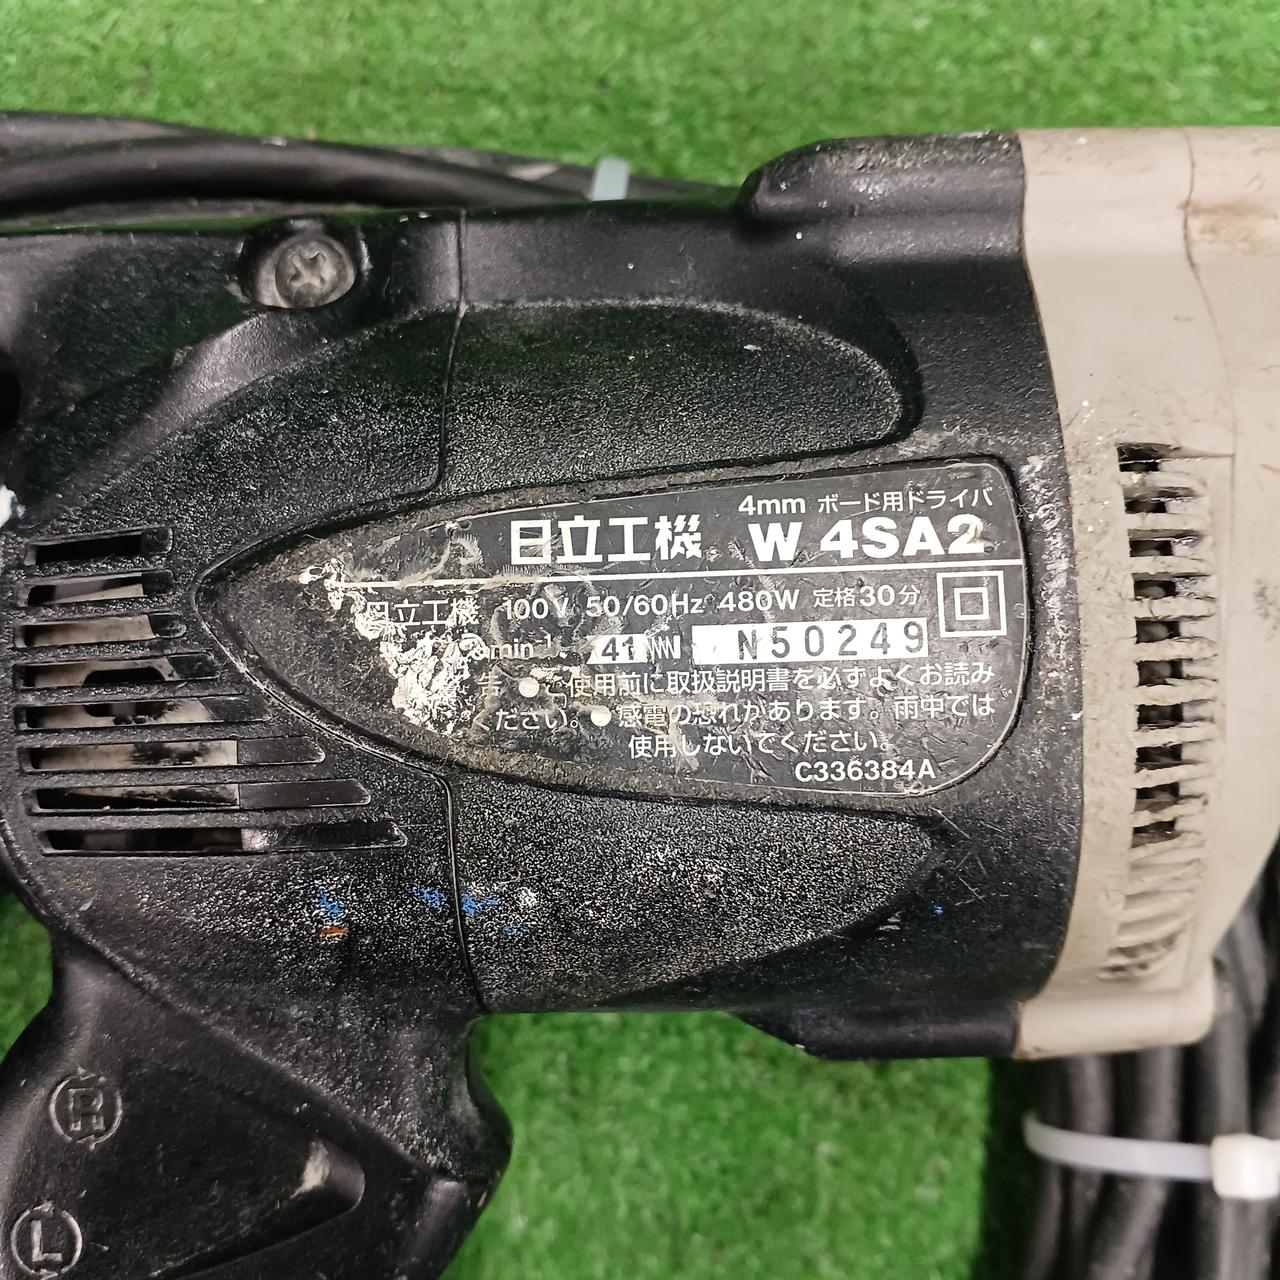 4mm ボード用ドライバ
日立工機 W 4SA2
日立工機 100V 50/60Hz 480W 定格30分
min⁻¹ 41 N50249
告 ●ご使用前に取扱説明書を必ずよくお読み
ください。●感電の恐れがあります。雨中では
使用しないでください。
C336384A
R
L